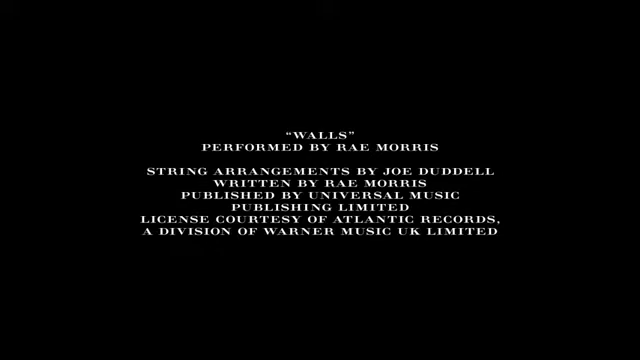 “WALLS”
PERFORMED BY RAE MORRIS
STRING ARRANGEMENTS BY JOE DUDDELL
WRITTEN BY RAE MORRIS
PUBLISHED BY UNIVERSAL MUSIC
PUBLISHING LIMITED
LICENSE COURTESY OF ATLANTIC RECORDS,
A DIVISION OF WARNER MUSIC UK LIMITED